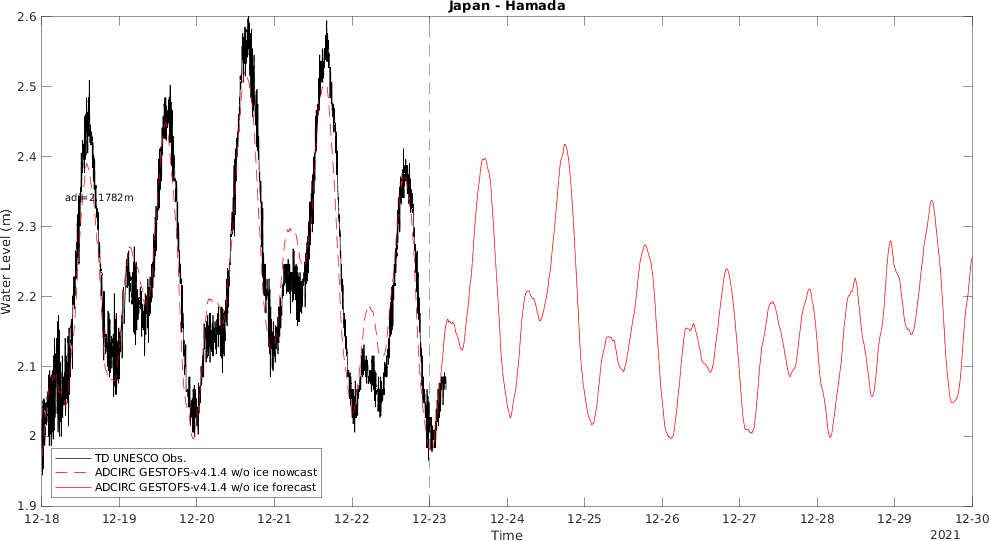 Japan - Hamada
2.6
2.5
2.4
2.3
2.2
2.1
2
1.9
Water Level (m)
adj=2.1782m
TD UNESCO Obs.
ADCIRC GESTOFS-v4.1.4 w/o ice nowcast
ADCIRC GESTOFS-v4.1.4 w/o ice forecast
12-18 12-19 12-20 12-21 12-22 12-23 12-24 12-25 12-26 12-27 12-28 12-29 12-30
Time
2021